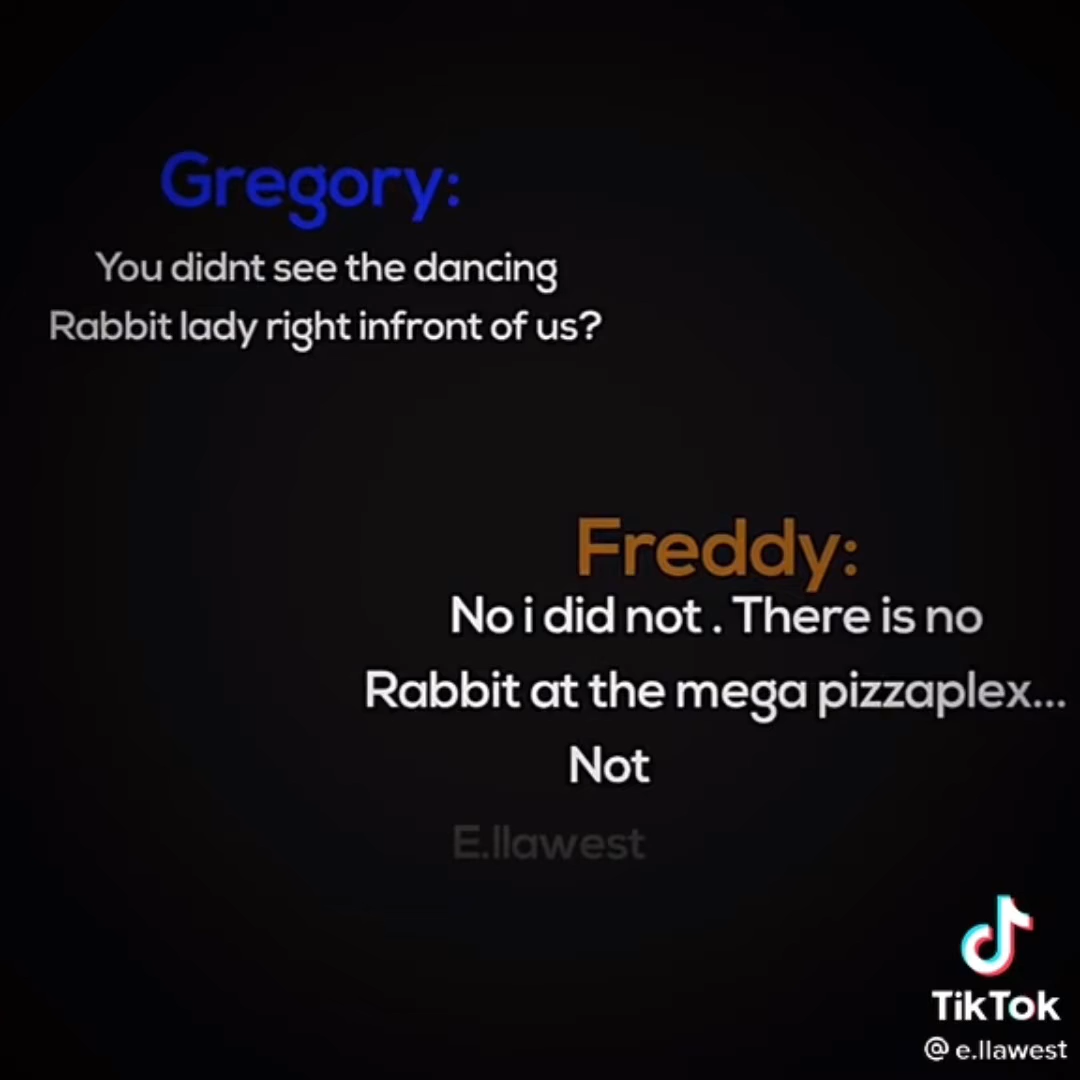 Gregory:
You didnt see the dancing
Rabbit lady right infront of us?
Freddy:
No i did not . There is no
Rabbit at the mega pizzaplex...
Not
E.llawest
TikTok
@ e.llawest